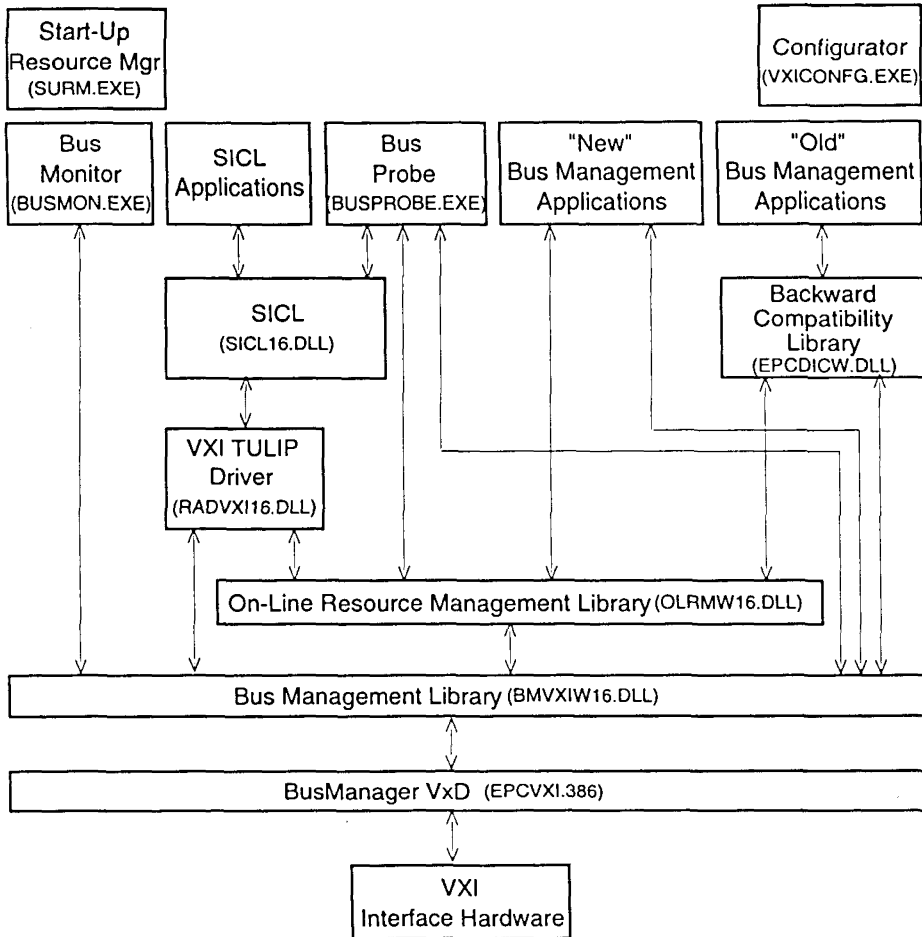 Start-Up
Resource Mgr
(SURM.EXE)
Configurator
(VXICONFG.EXE)
Bus
Monitor
(BUSMON.EXE)
SICL
Applications
Bus
Probe
(BUSPROBE.EXE)
"New"
Bus Management
Applications
"Old"
Bus Management
Applications
SICL
(SICL16.DLL)
Backward
Compatibility
Library
(EPCDICW.DLL)
VXI TULIP
Driver
(RADVXI16.DLL)
On-Line Resource Management Library (OLRMW16.DLL)
Bus Management Library (BMVXIW16.DLL)
BusManager VxD (EPCVXI.386)
VXI
Interface Hardware